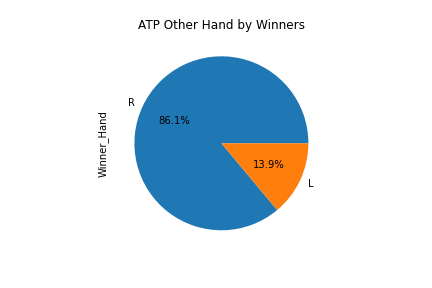 ATP Other Hand by Winners
R
86.1%
Winner_Hand
13.9%
L